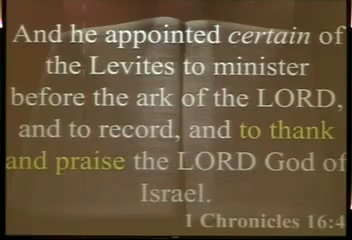 And he appointed certain of
the Levites to minister
before the ark of the LORD,
and to record, and to thank
and praise the LORD God of
Israel.
1 Chronicles 16:4